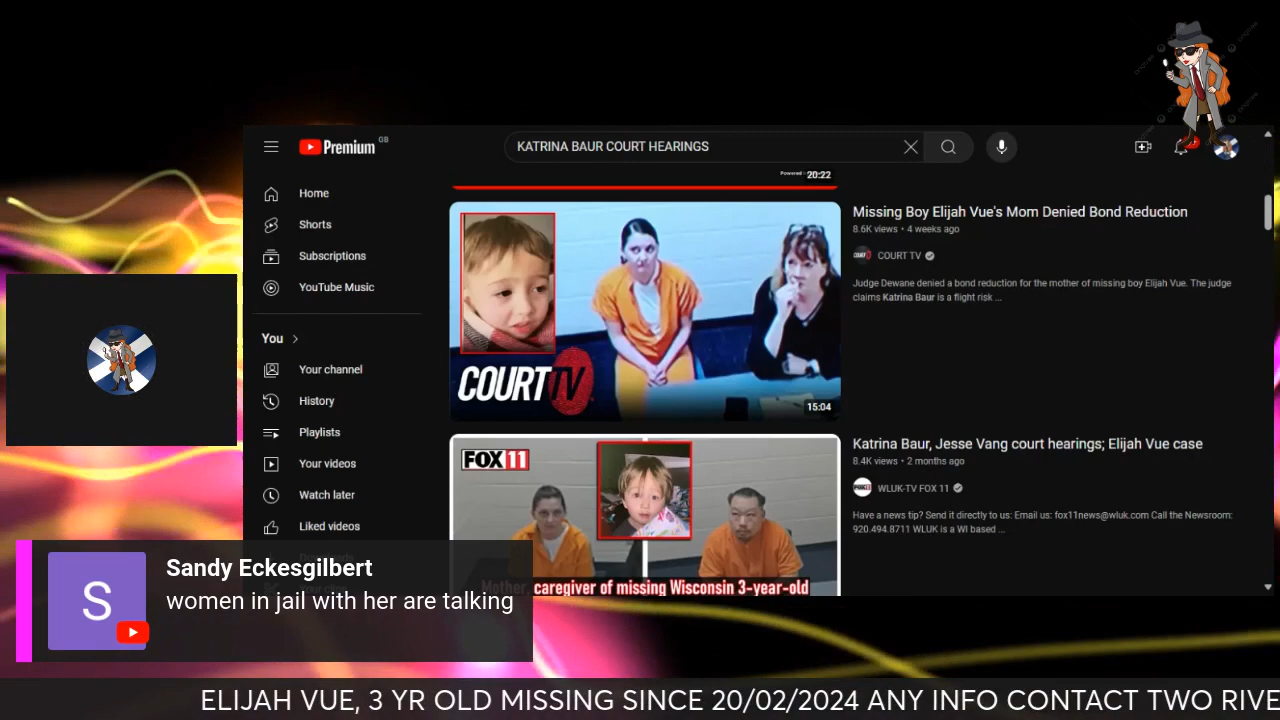 Premium GB
KATRINA BAUR COURT HEARINGS
Home
Shorts
Subscriptions
YouTube Music
You
Your channel
History
Playlists
Your videos
Watch later
Liked videos
Powered
20:22
COURT TV
15:04
Missing Boy Elijah Vue's Mom Denied Bond Reduction
8.6K views • 4 weeks ago
COURT TV
Judge Dewane denied a bond reduction for the mother of missing boy Elijah Vue. The judge
claims Katrina Baur is a flight risk ...
FOX 11
Mother, caregiver of missing Wisconsin 3-year-old
Katrina Baur, Jesse Vang court hearings; Elijah Vue case
8.4K views • 2 months ago
WLUK-TV FOX 11
Have a news tip? Send it directly to us: Email us: fox11news@wluk.com Call the Newsroom:
920.494.8711 WLUK is a WI based ...
S
Sandy Eckesgilbert
women in jail with her are talking
ELIJAH VUE, 3 YR OLD MISSING SINCE 20/02/2024 ANY INFO CONTACT TWO RIVE